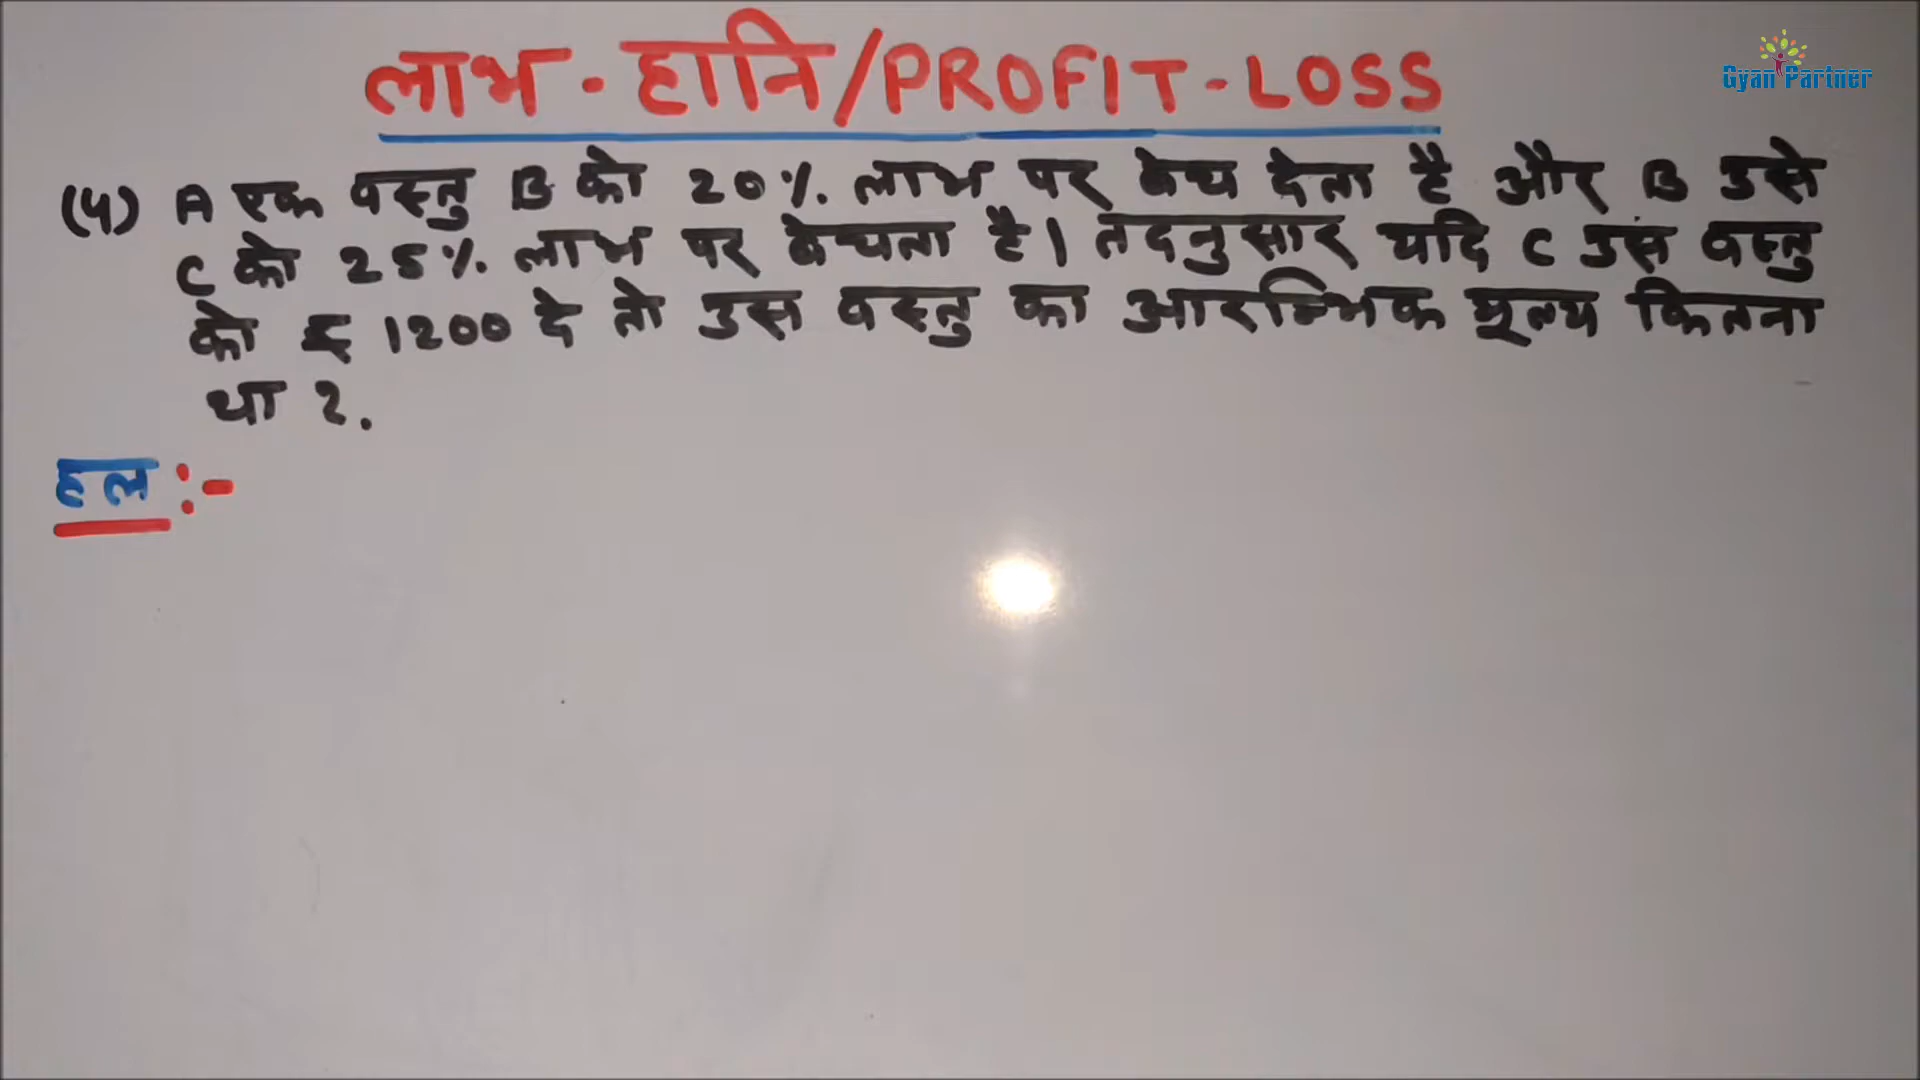 लाभ-हानि/PROFIT-LOSS
Gyan Partner
(५) A एक वस्तु B को 20% लाभ पर बेच देता है और B उसे
C को 25% लाभ पर बेचता है। तदनुसार यदि C उस वस्तु
को ₹ 1200 दे तो उस वस्तु का आरम्भिक मूल्य कितना
था ?.
हल :-